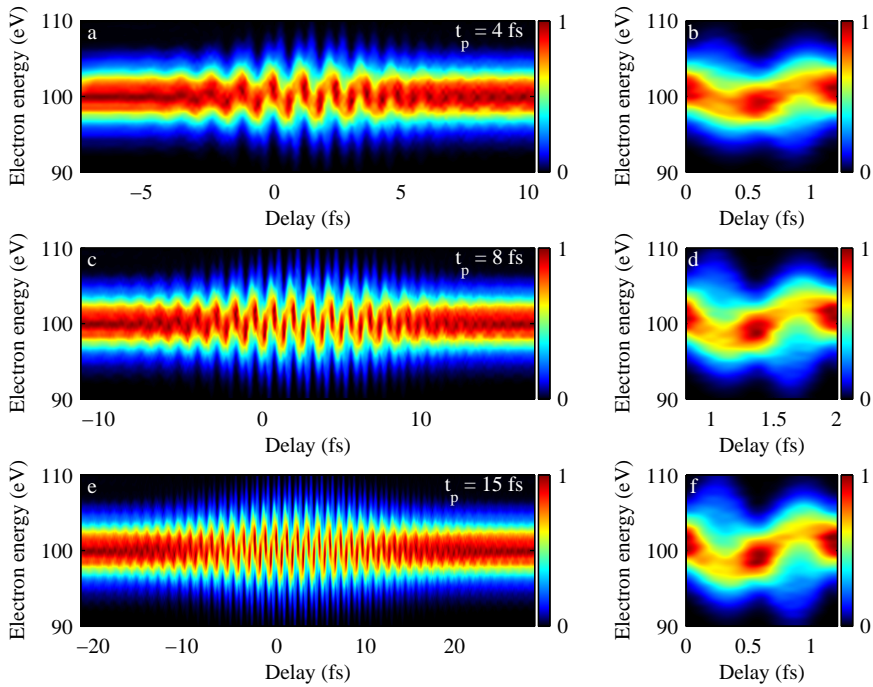 a
t_p = 4 fs
Electron energy (eV)
110
100
90
−5
0
5
10
Delay (fs)
1
0
b
Electron energy (eV)
110
100
90
0
0.5
1
Delay (fs)
1
0
c
t_p = 8 fs
Electron energy (eV)
110
100
90
−10
0
10
Delay (fs)
1
0
d
Electron energy (eV)
110
100
90
1
1.5
2
Delay (fs)
1
0
e
t_p = 15 fs
Electron energy (eV)
110
100
90
−20
−10
0
10
20
Delay (fs)
1
0
f
Electron energy (eV)
110
100
90
0
0.5
1
Delay (fs)
1
0